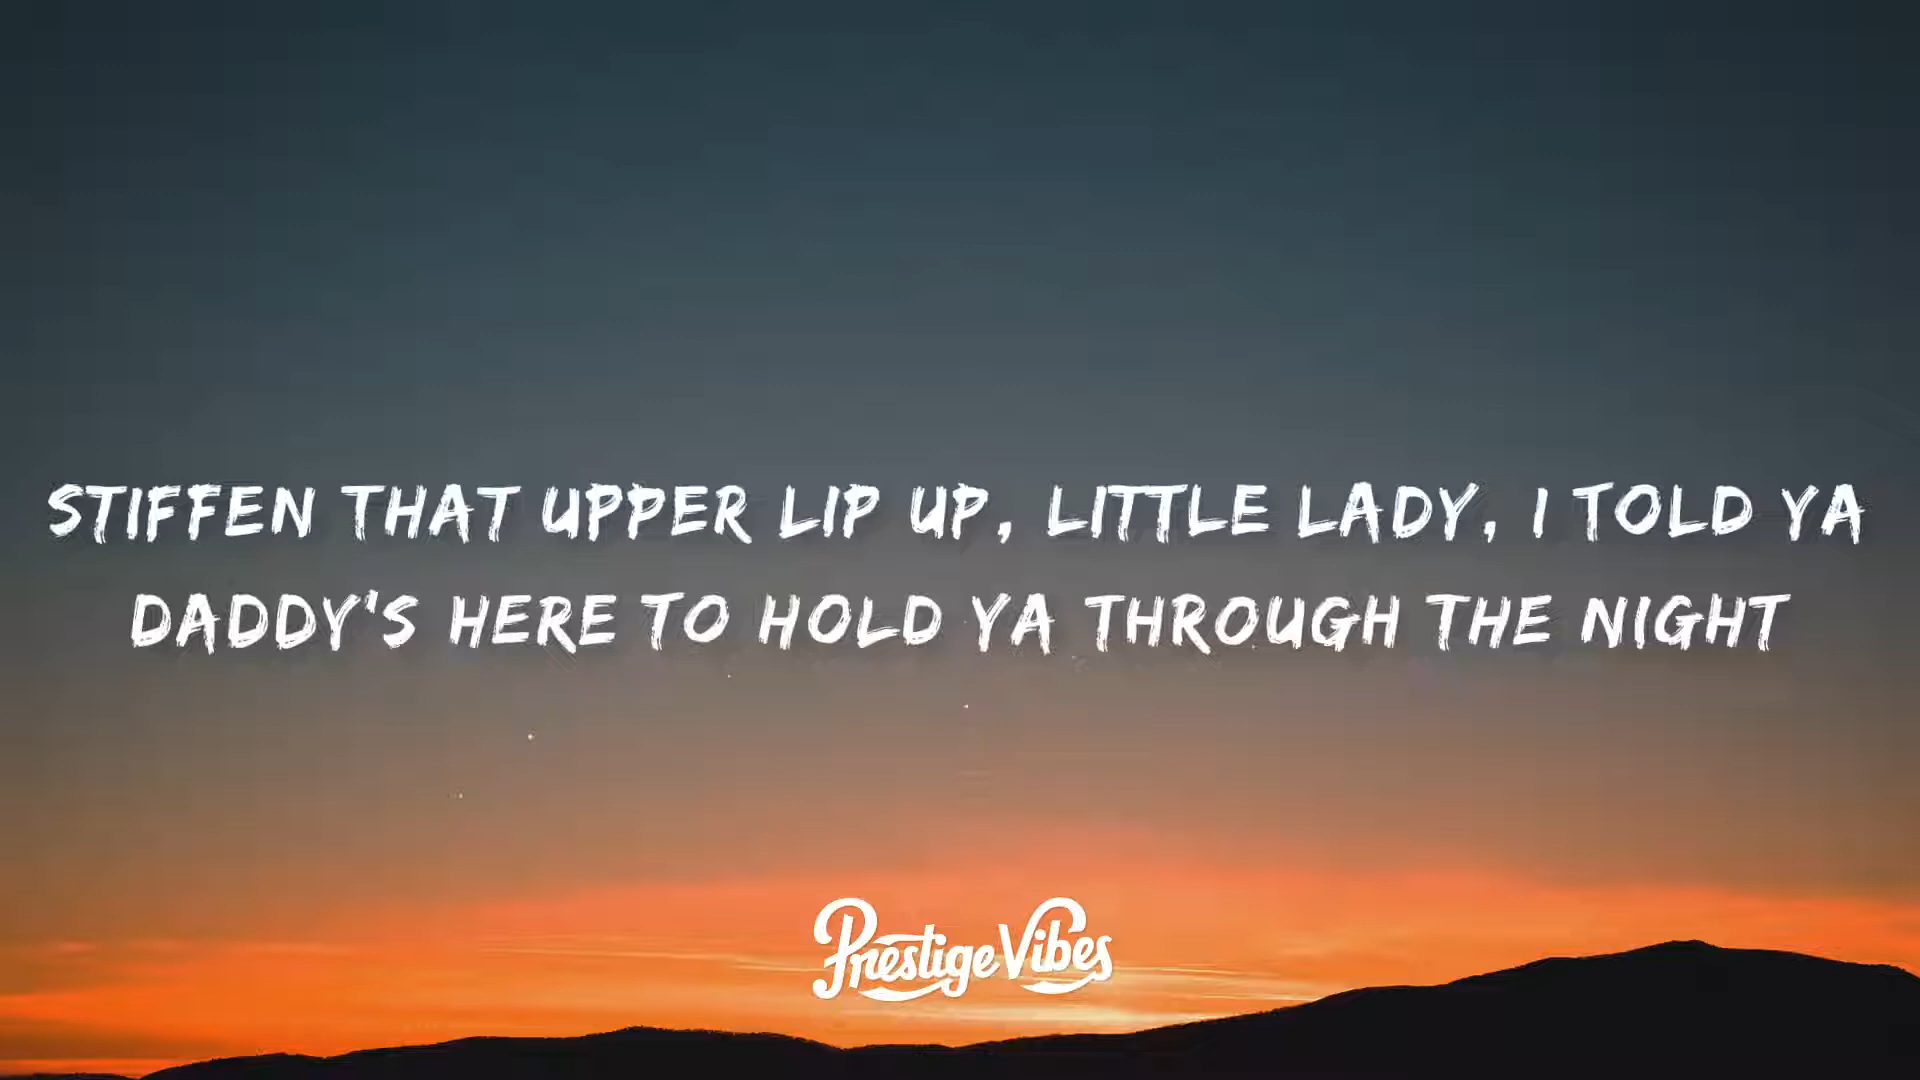 STIFFEN THAT UPPER LIP UP, LITTLE LADY, I TOLD YA
DADDY'S HERE TO HOLD YA THROUGH THE NIGHT
Prestige Vibes